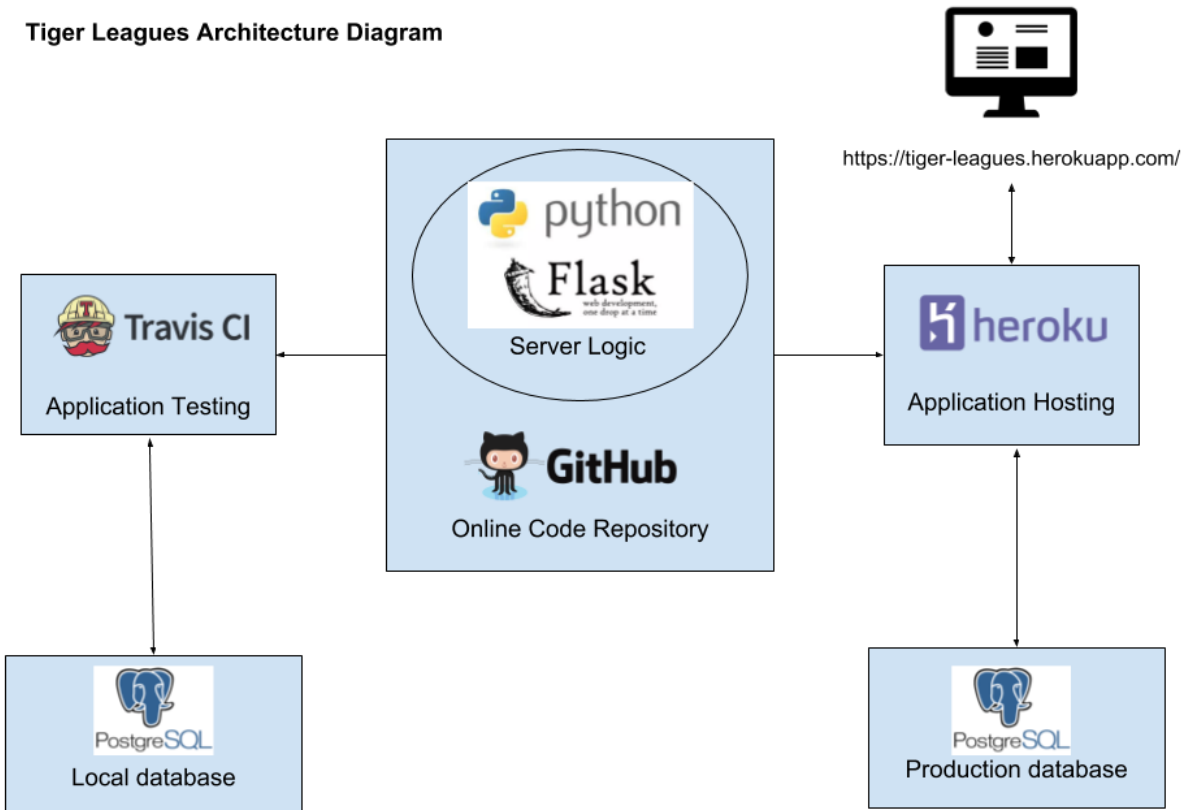 Tiger Leagues Architecture Diagram
https://tiger-leagues.herokuapp.com/
python
Flask
web development,
one drop at a time
Server Logic
T
Travis CI
Application Testing
heroku
Application Hosting
GitHub
Online Code Repository
PostgreSQL
Local database
PostgreSQL
Production database